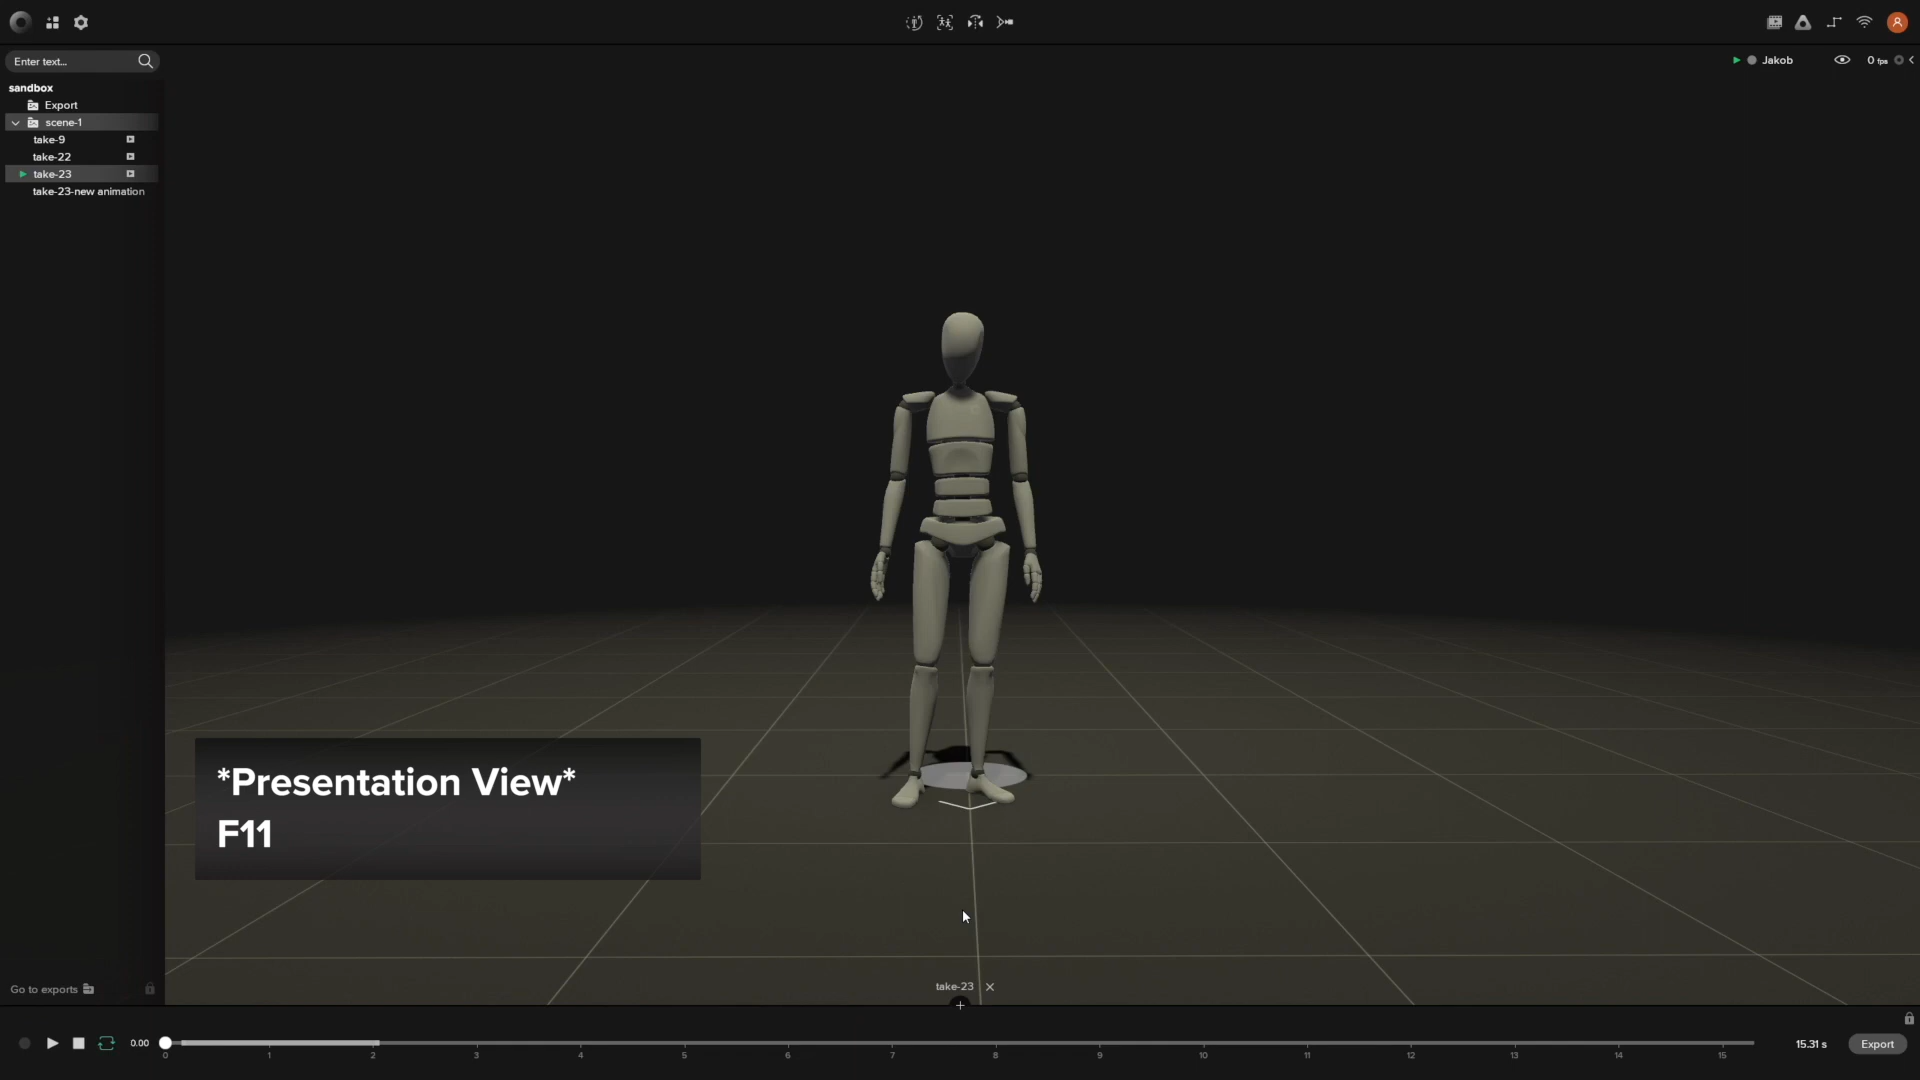 Enter text...
Jakob
0 fps
sandbox
Export
scene-1
take-9
take-22
take-23
take-23-new animation
*Presentation View*
F11
Go to exports
take-23
0.00
0 1 2 3 4 5 6 7 8 9 10 11 12 13 14 15
15.31 s
Export